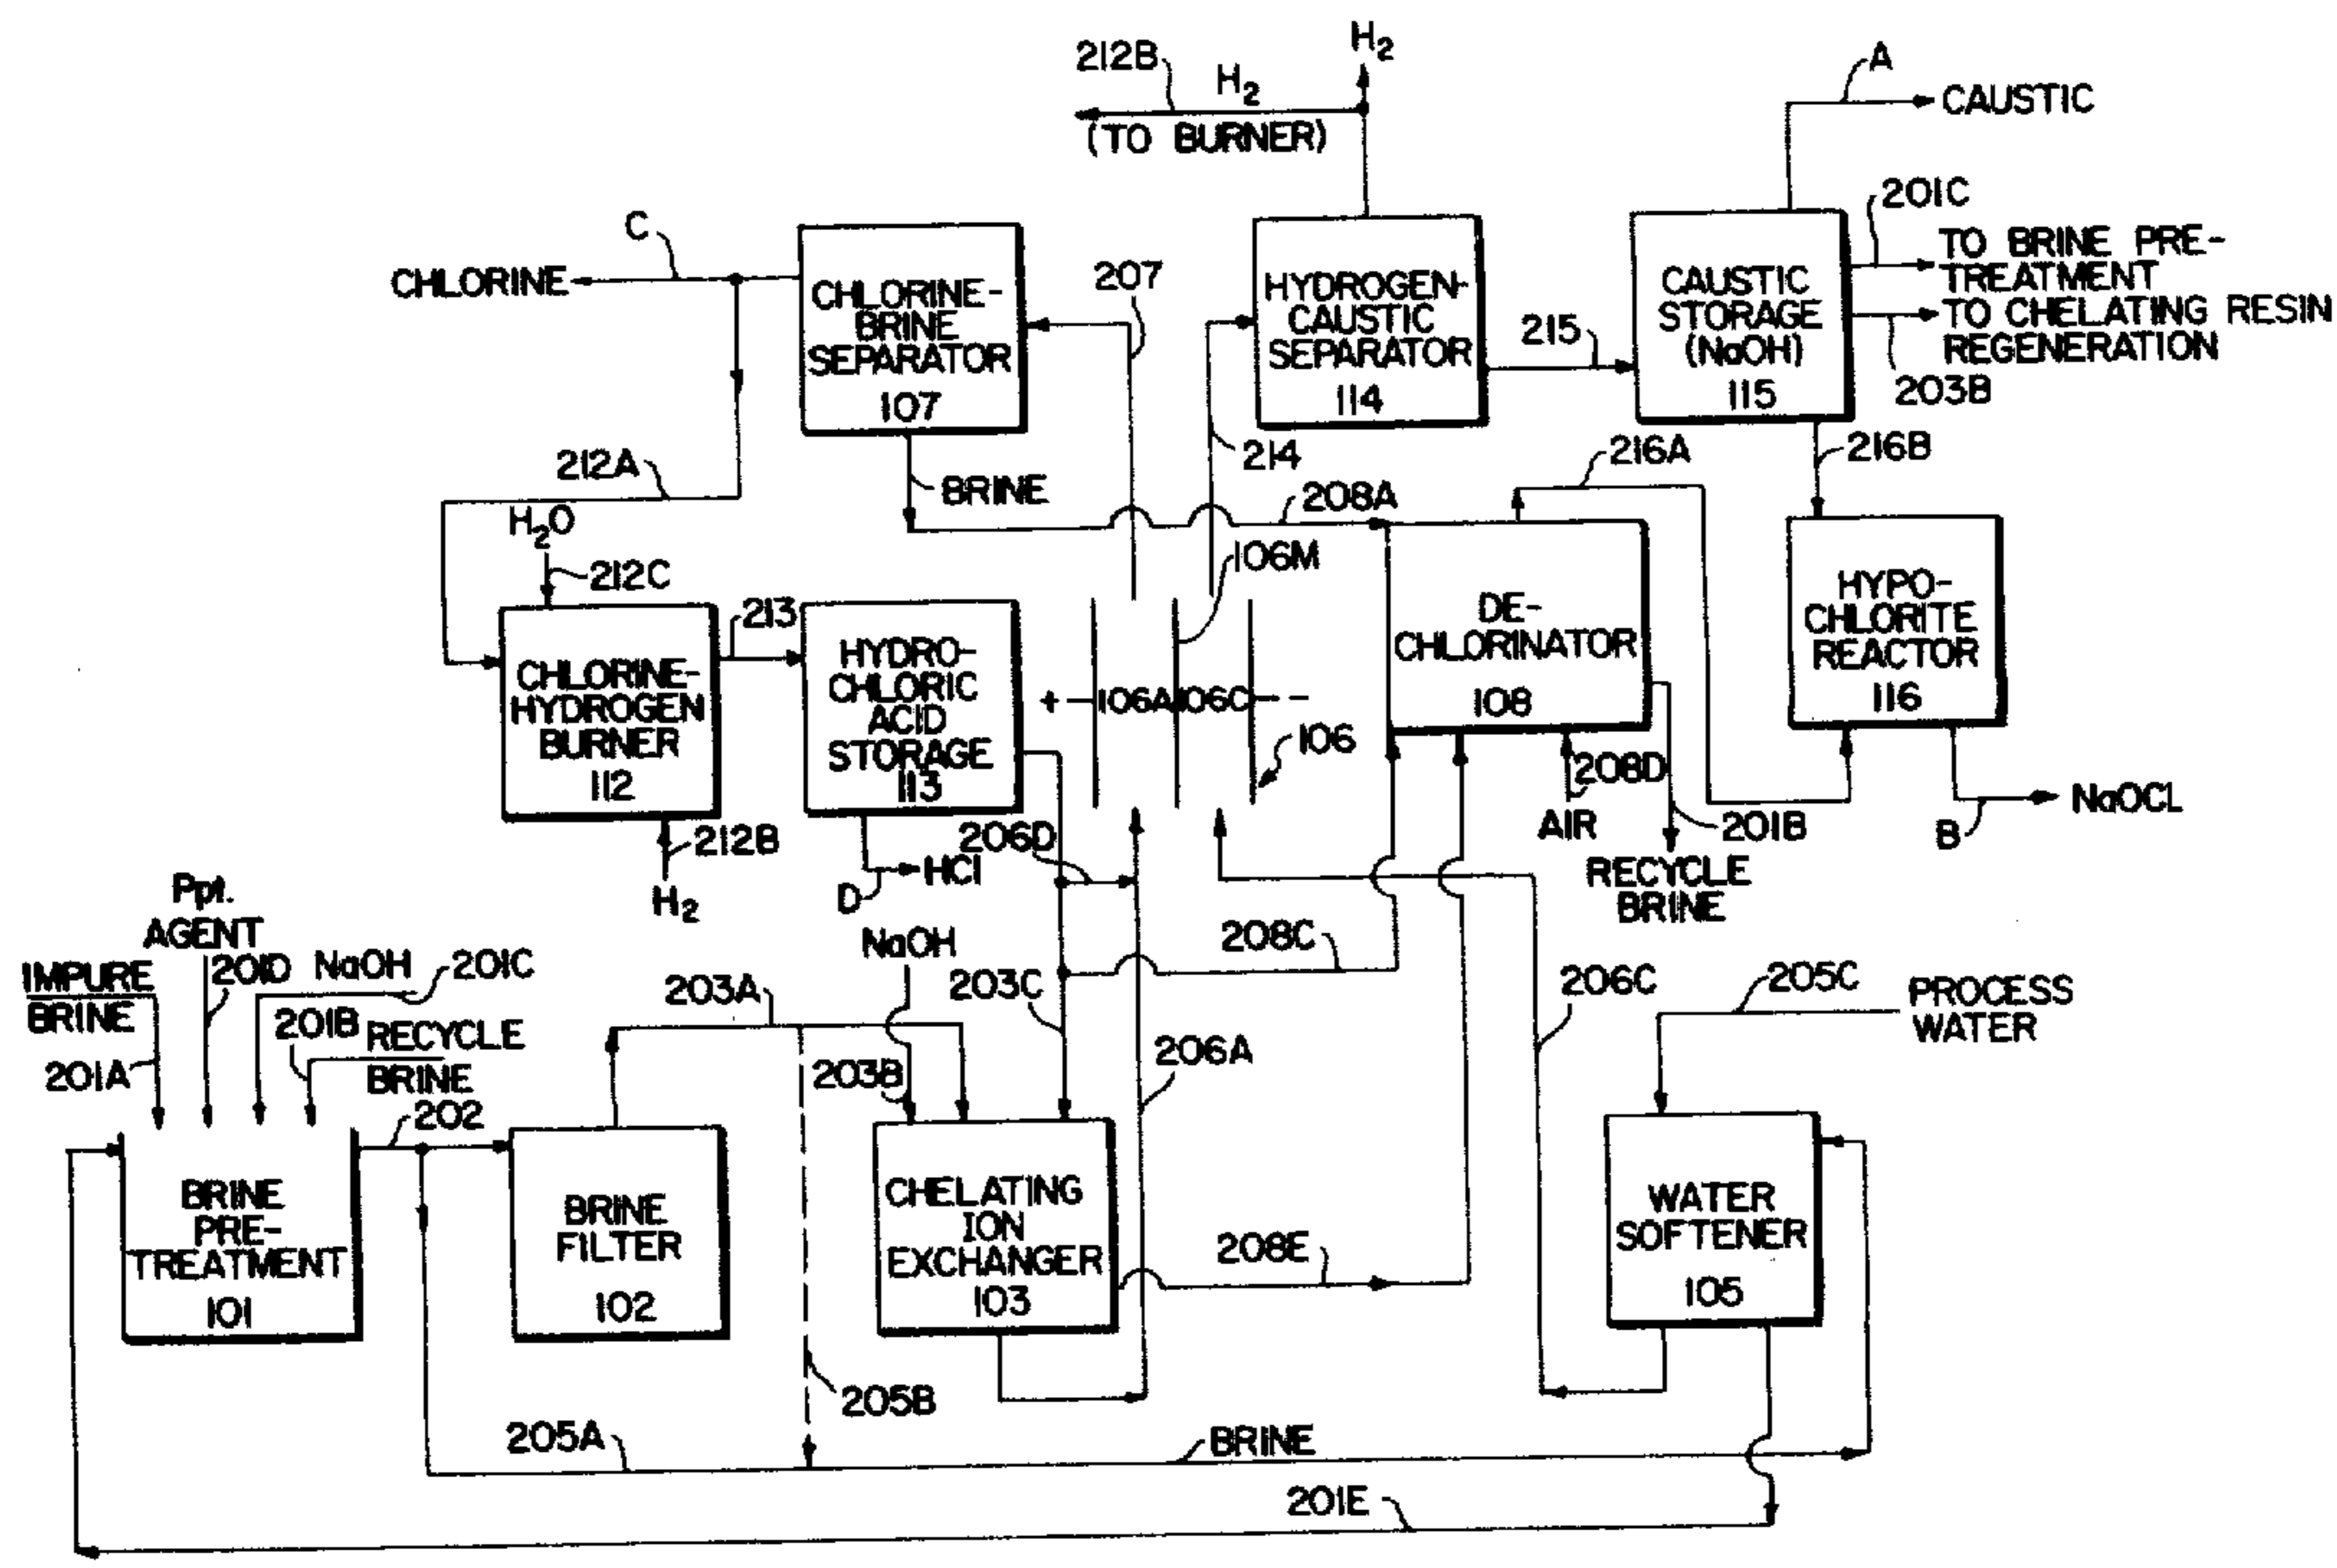 212B
H2
H2
(TO BURNER)
A
CAUSTIC
201C
TO BRINE PRE-
TREATMENT
TO CHELATING RESIN
REGENERATION
203B
C
CHLORINE
CHLORINE-
BRINE
SEPARATOR
107
207
HYDROGEN-
CAUSTIC
SEPARATOR
114
215
CAUSTIC
STORAGE
(NaOH)
115
212A
BRINE
214
208A
216A
216B
H2O
212C
213
106M
CHLORINE-
HYDROGEN
BURNER
112
HYDRO-
CHLORIC
ACID
STORAGE
113
+
106A
106C
-
106
DE-
CHLORINATOR
108
HYPO-
CHLORITE
REACTOR
116
212B
H2
D
HCl
206D
208D
AIR
201B
RECYCLE
BRINE
B
NaOCL
Ppt.
AGENT
201D
NaOH
201C
IMPURE
BRINE
201A
201B
RECYCLE
BRINE
202
203A
NaOH
203B
203C
208C
206A
206C
205C
PROCESS
WATER
BRINE
PRE-
TREATMENT
101
BRINE
FILTER
102
CHELATING
ION
EXCHANGER
103
208E
WATER
SOFTENER
105
205B
205A
BRINE
201E